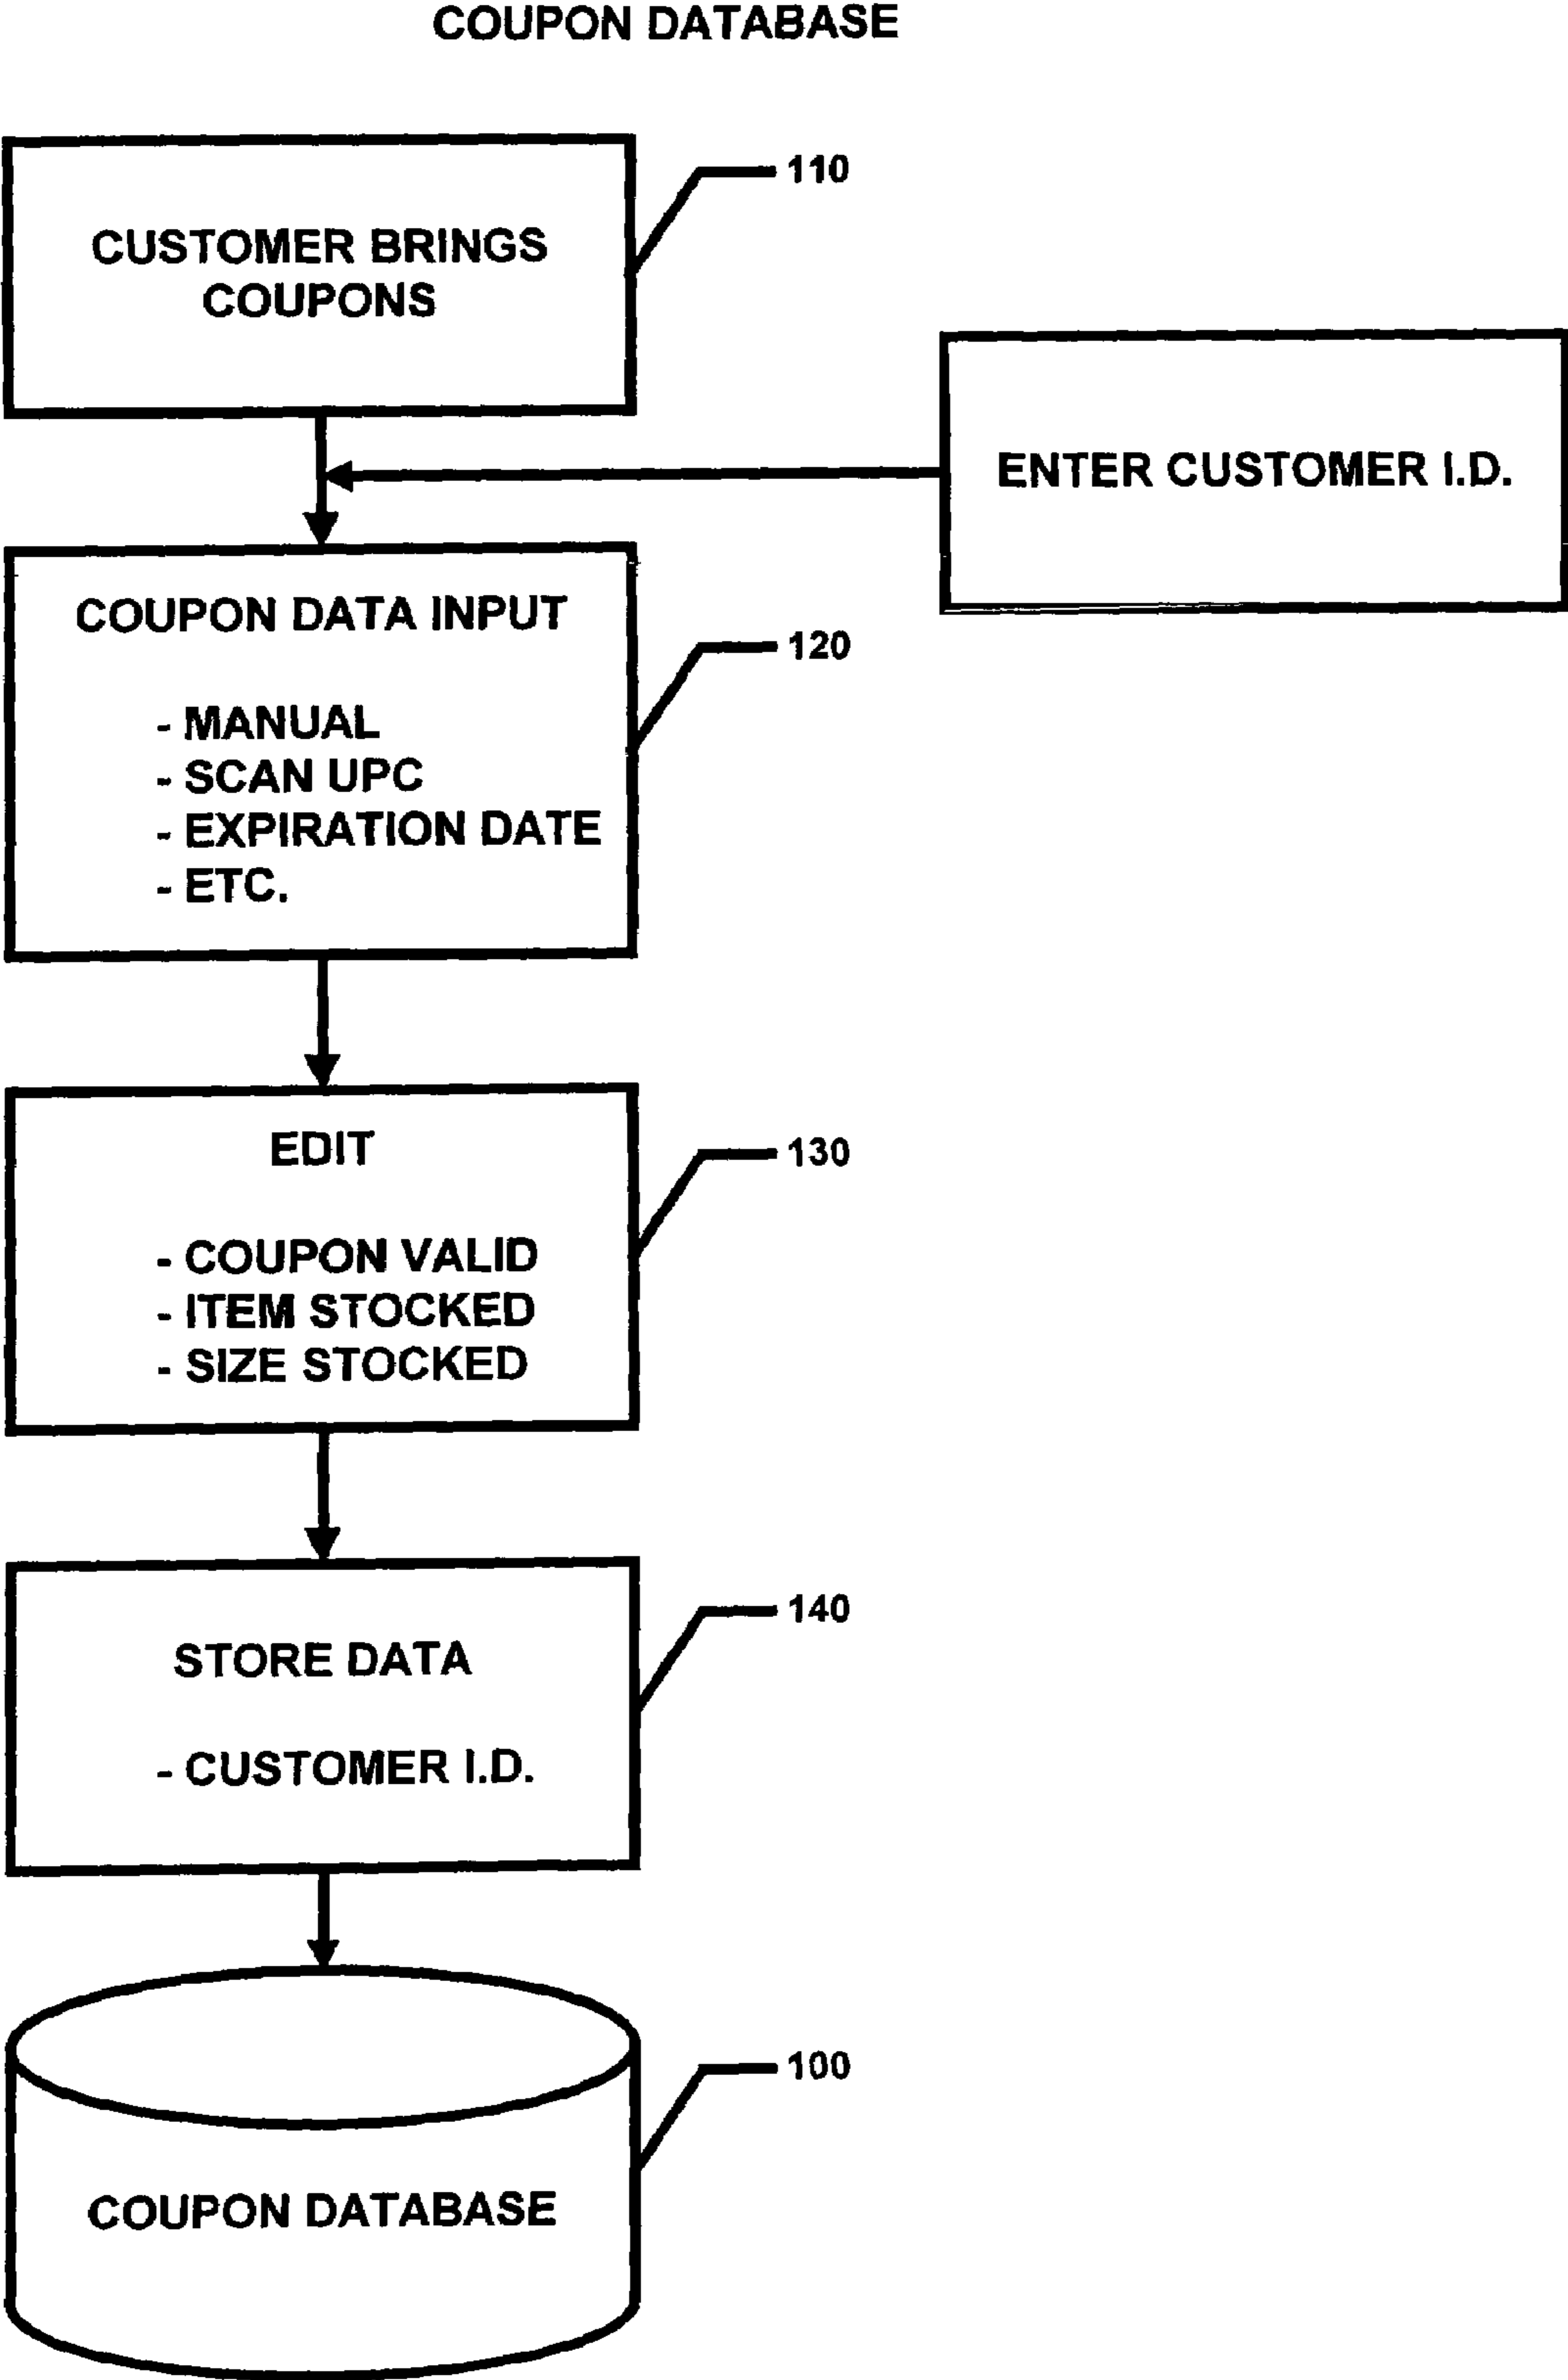 COUPON DATABASE
CUSTOMER BRINGS
COUPONS
110
ENTER CUSTOMER I.D.
COUPON DATA INPUT
- MANUAL
- SCAN UPC
- EXPIRATION DATE
- ETC.
120
EDIT
- COUPON VALID
- ITEM STOCKED
- SIZE STOCKED
130
STORE DATA
- CUSTOMER I.D.
140
COUPON DATABASE
100